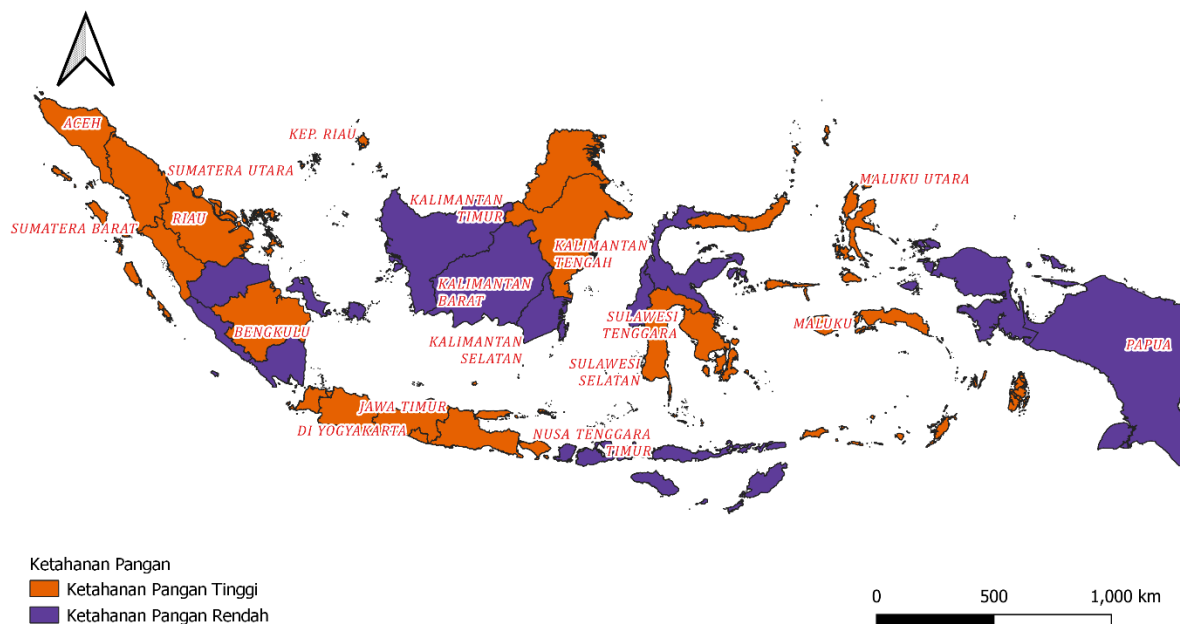 ACEH
KEP. RIAU
SUMATERA UTARA
MALUKU UTARA
KALIMANTAN
TIMUR
RIAU
SUMATERA BARAT
KALIMANTAN
TENGAH
KALIMANTAN
BARAT
BENGKULU
SULAWESI
TENGGARA
MALUKU
KALIMANTAN
SELATAN
PAPUA
SULAWESI
SELATAN
JAWA TIMUR
DI YOGYAKARTA
NUSA TENGGARA
TIMUR
Ketahanan Pangan
Ketahanan Pangan Tinggi
Ketahanan Pangan Rendah
0 500 1,000 km